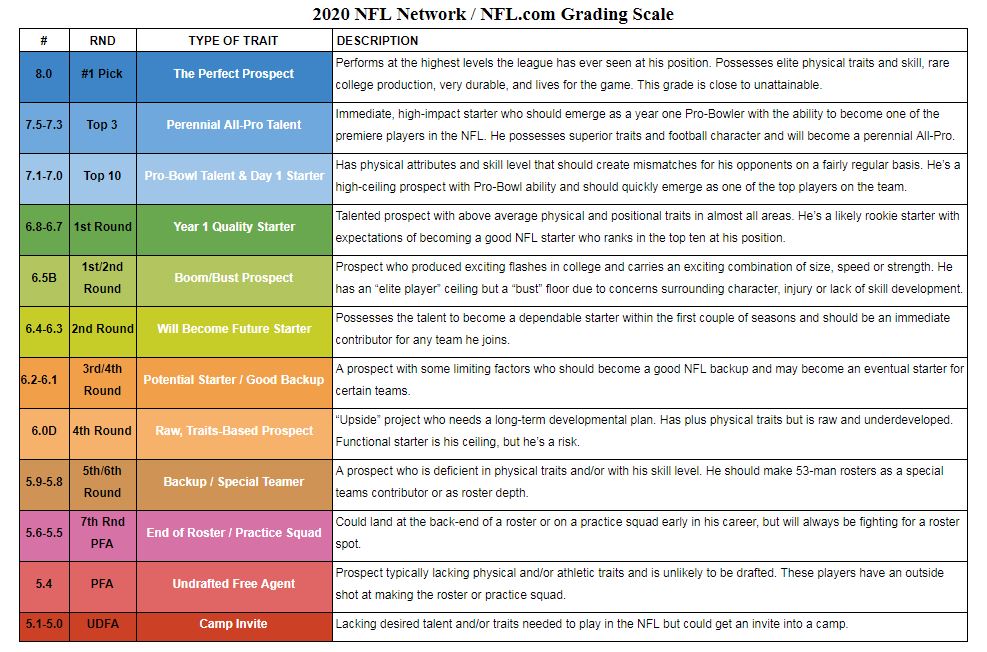 2020 NFL Network / NFL.com Grading Scale
# RND TYPE OF TRAIT DESCRIPTION
8.0 #1 Pick The Perfect Prospect
Performs at the highest levels the league has ever seen at his position. Possesses elite physical traits and skill, rare
college production, very durable, and lives for the game. This grade is close to unattainable.
7.5-7.3 Top 3 Perennial All-Pro Talent
Immediate, high-impact starter who should emerge as a year one Pro-Bowler with the ability to become one of the
premiere players in the NFL. He possesses superior traits and football character and will become a perennial All-Pro.
7.1-7.0 Top 10 Pro-Bowl Talent & Day 1 Starter
Has physical attributes and skill level that should create mismatches for his opponents on a fairly regular basis. He’s a
high-ceiling prospect with Pro-Bowl ability and should quickly emerge as one of the top players on the team.
6.8-6.7 1st Round Year 1 Quality Starter
Talented prospect with above average physical and positional traits in almost all areas. He’s a likely rookie starter with
expectations of becoming a good NFL starter who ranks in the top ten at his position.
6.5B
1st/2nd
Round
Boom/Bust Prospect
Prospect who produced exciting flashes in college and carries an exciting combination of size, speed or strength. He
has an “elite player” ceiling but a “bust” floor due to concerns surrounding character, injury or lack of skill development.
6.4-6.3 2nd Round Will Become Future Starter
Possesses the talent to become a dependable starter within the first couple of seasons and should be an immediate
contributor for any team he joins.
6.2-6.1
3rd/4th
Round
Potential Starter / Good Backup
A prospect with some limiting factors who should become a good NFL backup and may become an eventual starter for
certain teams.
6.0D 4th Round Raw, Traits-Based Prospect
“Upside” project who needs a long-term developmental plan. Has plus physical traits but is raw and underdeveloped.
Functional starter is his ceiling, but he’s a risk.
5.9-5.8
5th/6th
Round
Backup / Special Teamer
A prospect who is deficient in physical traits and/or with his skill level. He should make 53-man rosters as a special
teams contributor or as roster depth.
5.6-5.5
7th Rnd
PFA
End of Roster / Practice Squad
Could land at the back-end of a roster or on a practice squad early in his career, but will always be fighting for a roster
spot.
5.4 PFA Undrafted Free Agent
Prospect typically lacking physical and/or athletic traits and is unlikely to be drafted. These players have an outside
shot at making the roster or practice squad.
5.1-5.0 UDFA Camp Invite
Lacking desired talent and/or traits needed to play in the NFL but could get an invite into a camp.